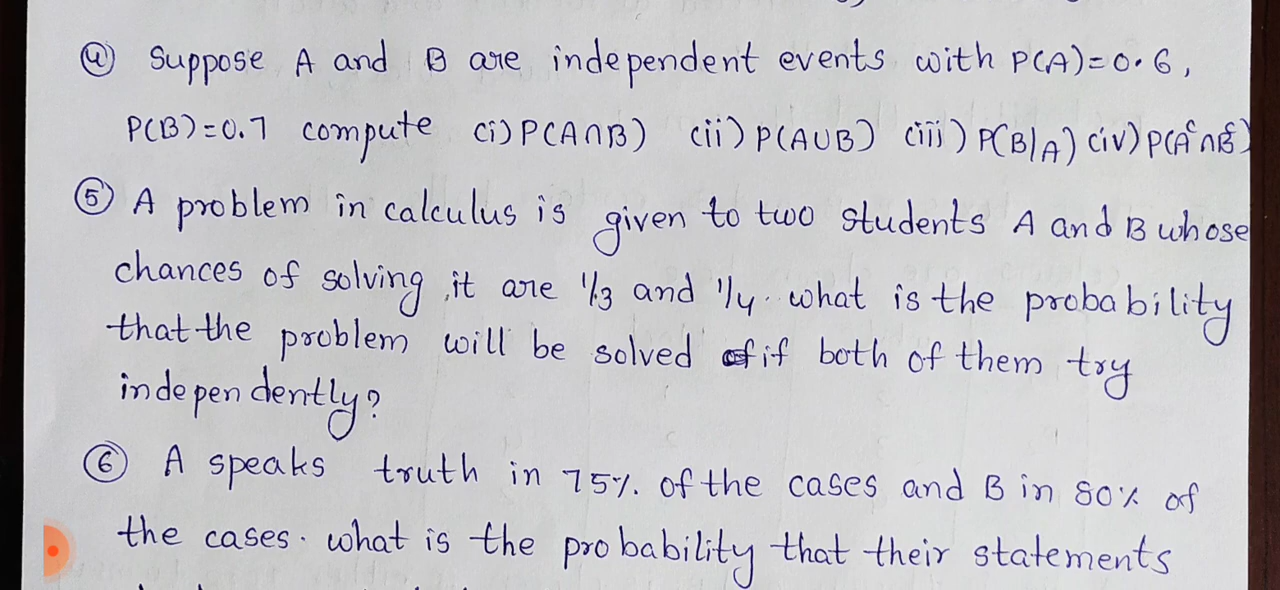 ④ Suppose A and B are independent events with P(A)=0.6,
P(B)=0.7 compute (i) P(A∩B) (ii) P(A∪B) (iii) P(B|A) (iv) P(Aᶜ∩Bᶜ)
⑤ A problem in calculus is given to two students A and B whose
chances of solving it are 1/3 and 1/4. what is the probability
that the problem will be solved if both of them try
independently?
⑥ A speaks truth in 75%. of the cases and B in 80% of
the cases. what is the probability that their statements